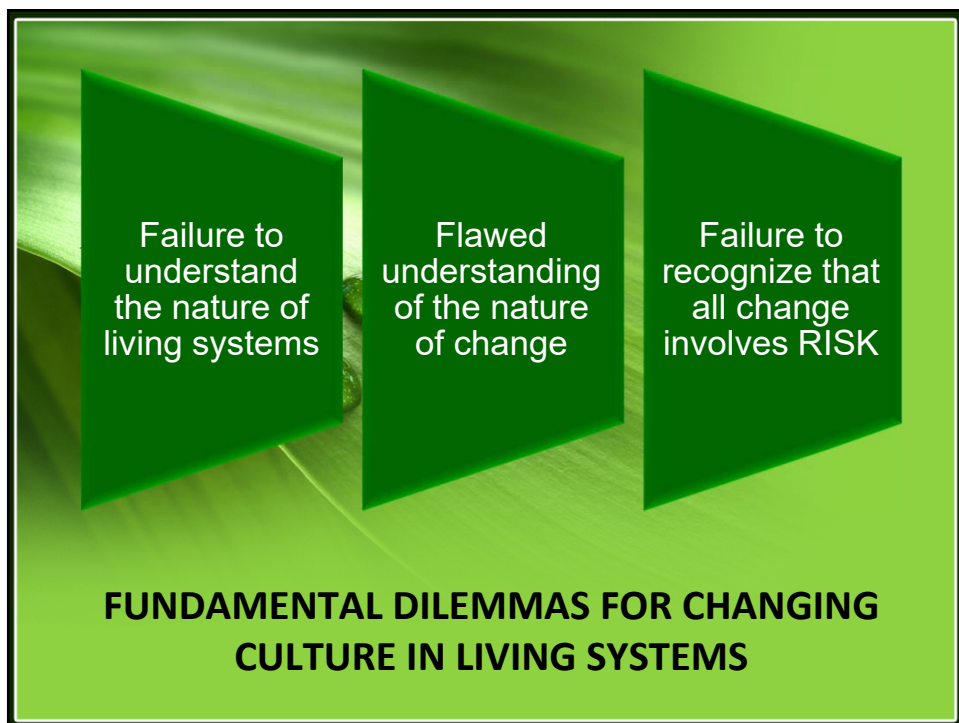 Failure to
understand
the nature of
living systems
Flawed
understanding
of the nature
of change
Failure to
recognize that
all change
involves RISK
FUNDAMENTAL DILEMMAS FOR CHANGING
CULTURE IN LIVING SYSTEMS